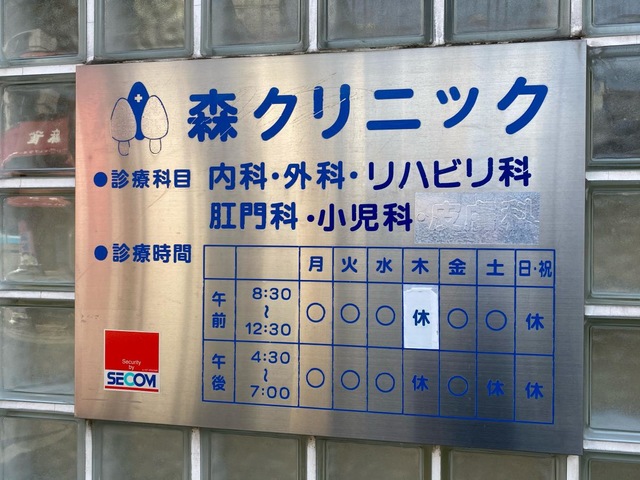 森クリニック
●診療科目 内科・外科・リハビリ科
肛門科・小児科・皮膚科
●診療時間
月 火 水 木 金 土 日・祝
午前 8:30〜12:30 ○ ○ ○ 休 ○ ○ 休
午後 4:30〜7:00 ○ ○ ○ 休 ○ 休 休
Security
by
SECOM